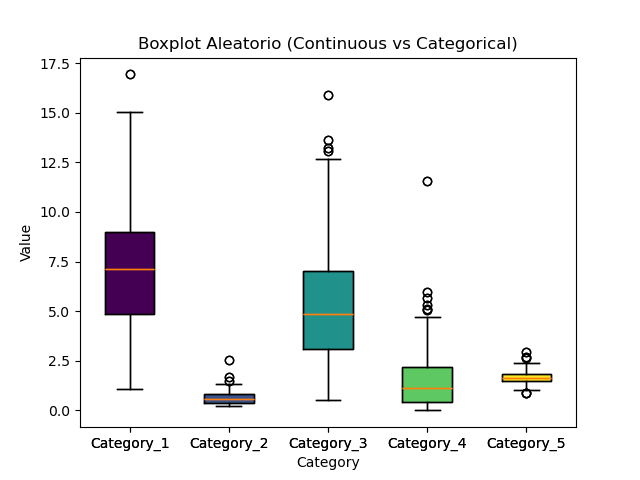 Boxplot Aleatorio (Continuous vs Categorical)
17.5
15.0
12.5
10.0
7.5
5.0
2.5
0.0
Value
Category_1 Category_2 Category_3 Category_4 Category_5
Category